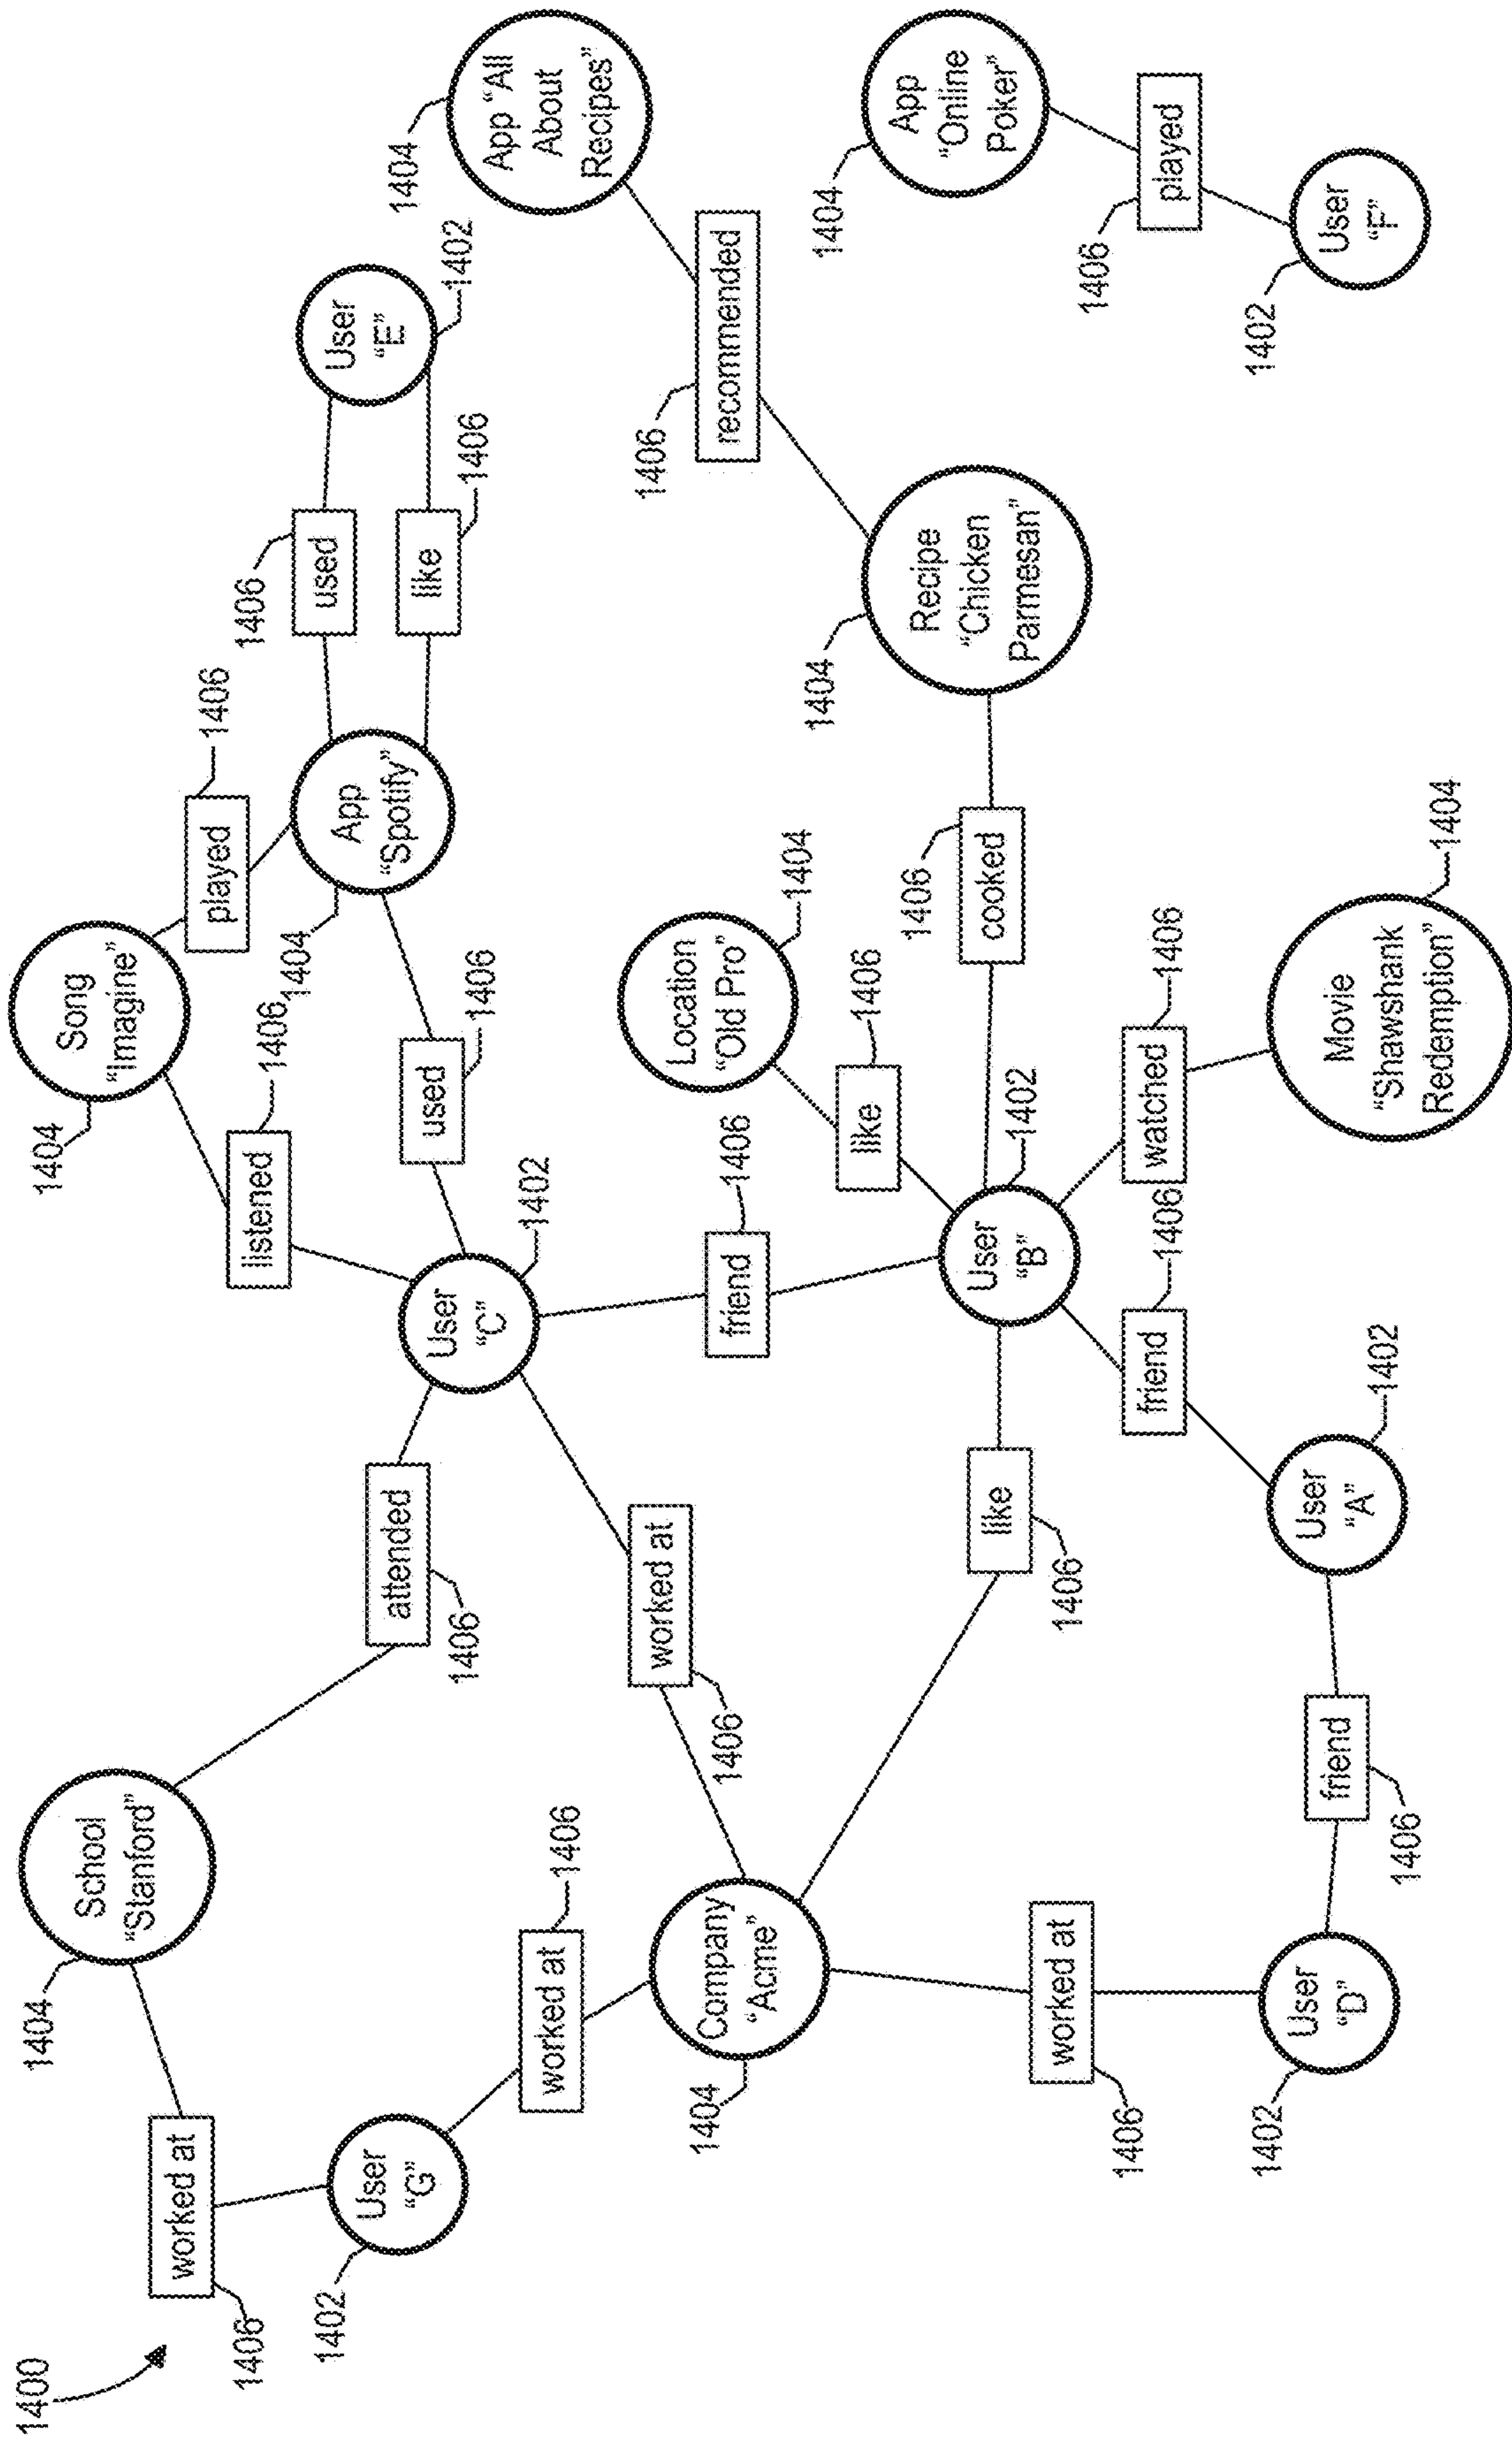 1400
1406
worked at
1404
School
“Stanford”
1402
User
“G”
attended
1406
worked at
1406
1404
Company
“Acme”
worked at
1406
1404
Song
“Imagine”
listened
1406
played
1406
User
“C”
1402
used
1406
1404
App
“Spotify”
1406
used
like
1406
User
“E”
1402
1404
App “All
About
Recipes”
1406
recommended
friend
1406
Location
“Old Pro”
1404
like
1406
User
“B”
1402
like
1406
1406
cooked
1404
Recipe
“Chicken
Parmesan”
1404
App
“Online
Poker”
1406
played
1402
User
“F”
1406
worked at
1402
User
“D”
friend
1406
User
“A”
1402
friend
1406
watched
1406
Movie
“Shawshank
Redemption”
1404